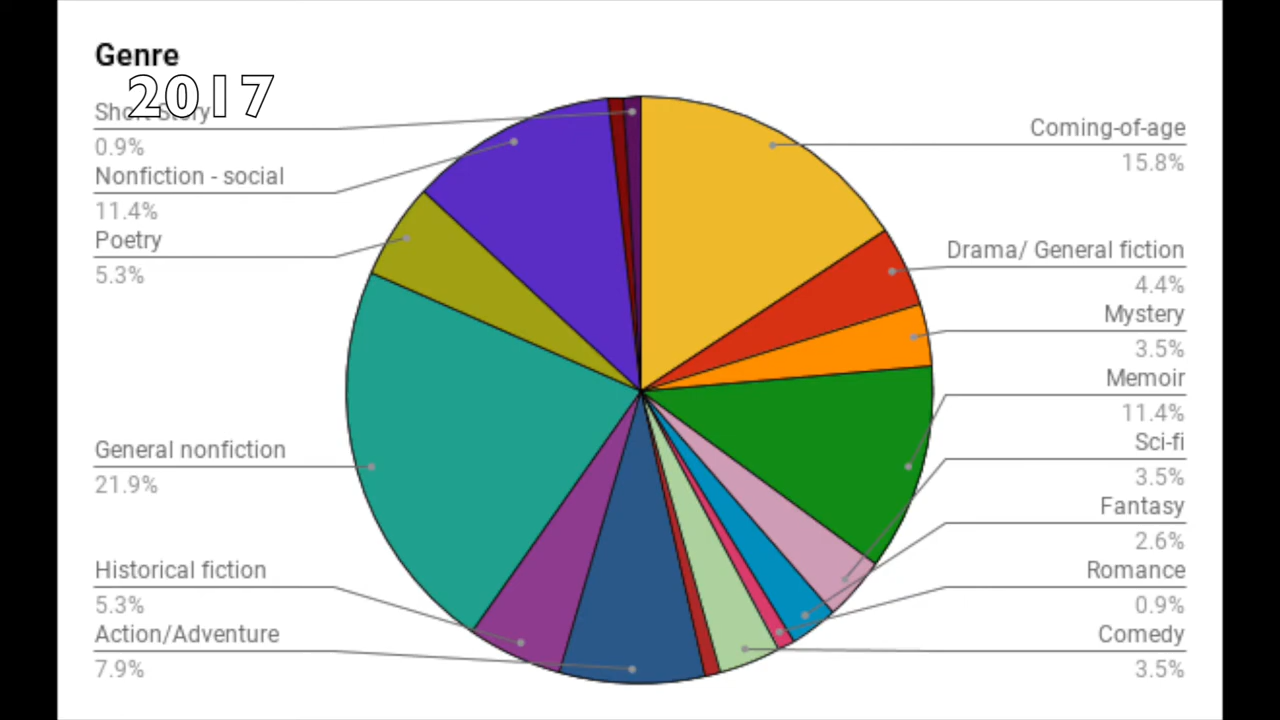 Genre
2017
Short Story
0.9%
Nonfiction - social
11.4%
Poetry
5.3%
General nonfiction
21.9%
Historical fiction
5.3%
Action/Adventure
7.9%
Coming-of-age
15.8%
Drama/ General fiction
4.4%
Mystery
3.5%
Memoir
11.4%
Sci-fi
3.5%
Fantasy
2.6%
Romance
0.9%
Comedy
3.5%